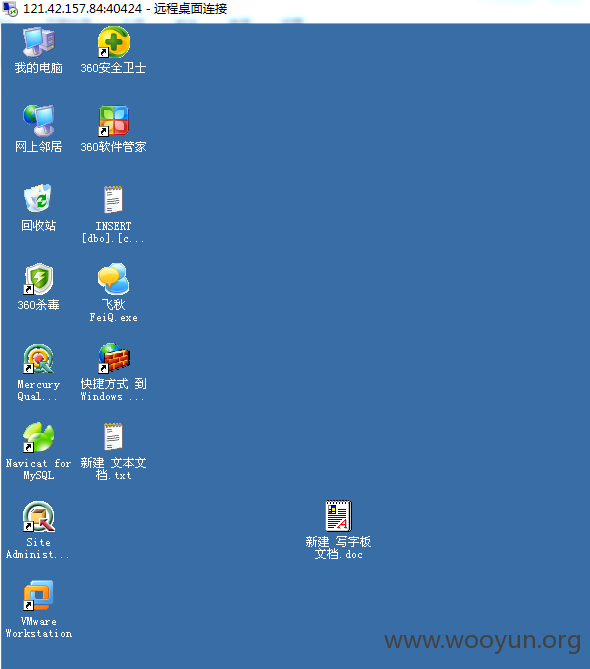 121.42.157.84:40424 - 远程桌面连接
我的电脑
360安全卫士
网上邻居
360软件管家
回收站
INSERT
[dbo].[c...
360杀毒
飞秋
FeiQ.exe
Mercury
Qual...
快捷方式 到
Windows ...
Navicat for
MySQL
新建 文本文
档.txt
Site
Administ...
新建 写字板
文档.doc
VMware
Workstation
www.wooyun.org